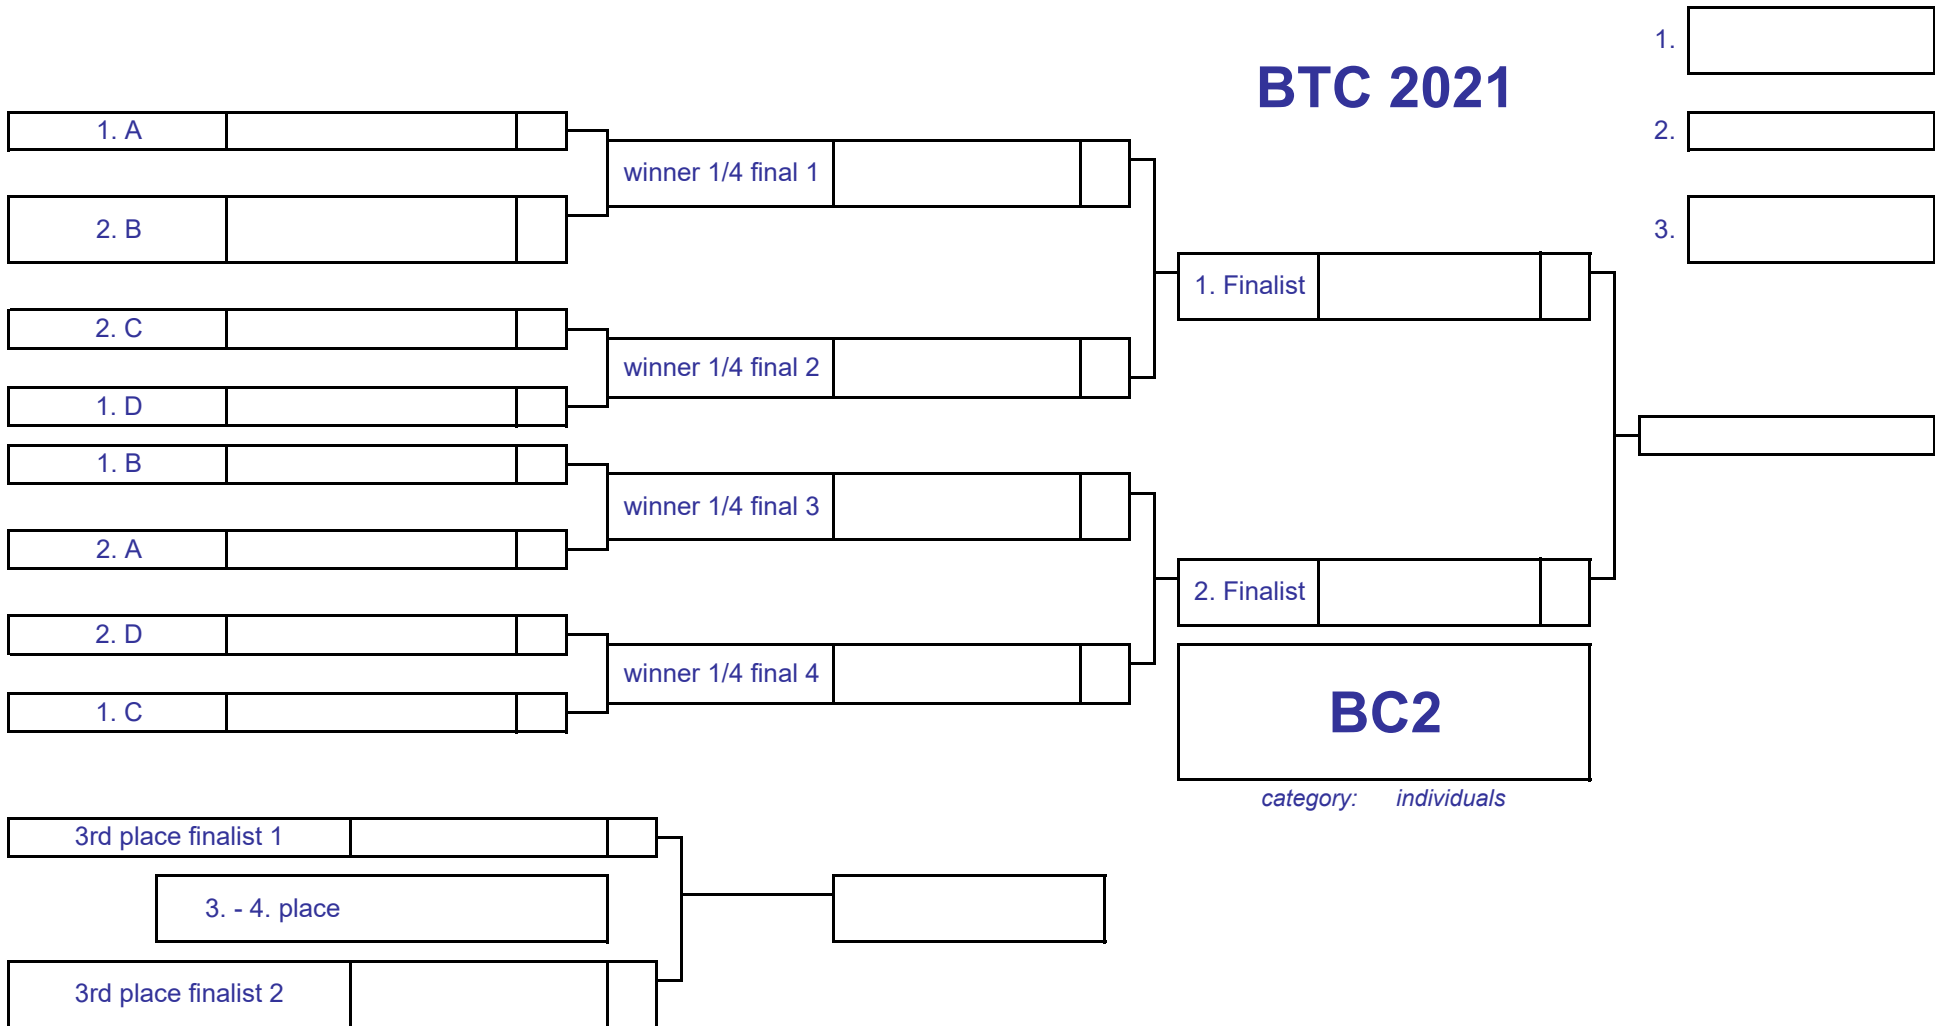 BTC 2021
1.
2.
3.
1. A
2. B
2. C
1. D
1. B
2. A
2. D
1. C
winner 1/4 final 1
winner 1/4 final 2
winner 1/4 final 3
winner 1/4 final 4
1. Finalist
2. Finalist
BC2
category: individuals
3rd place finalist 1
3. - 4. place
3rd place finalist 2